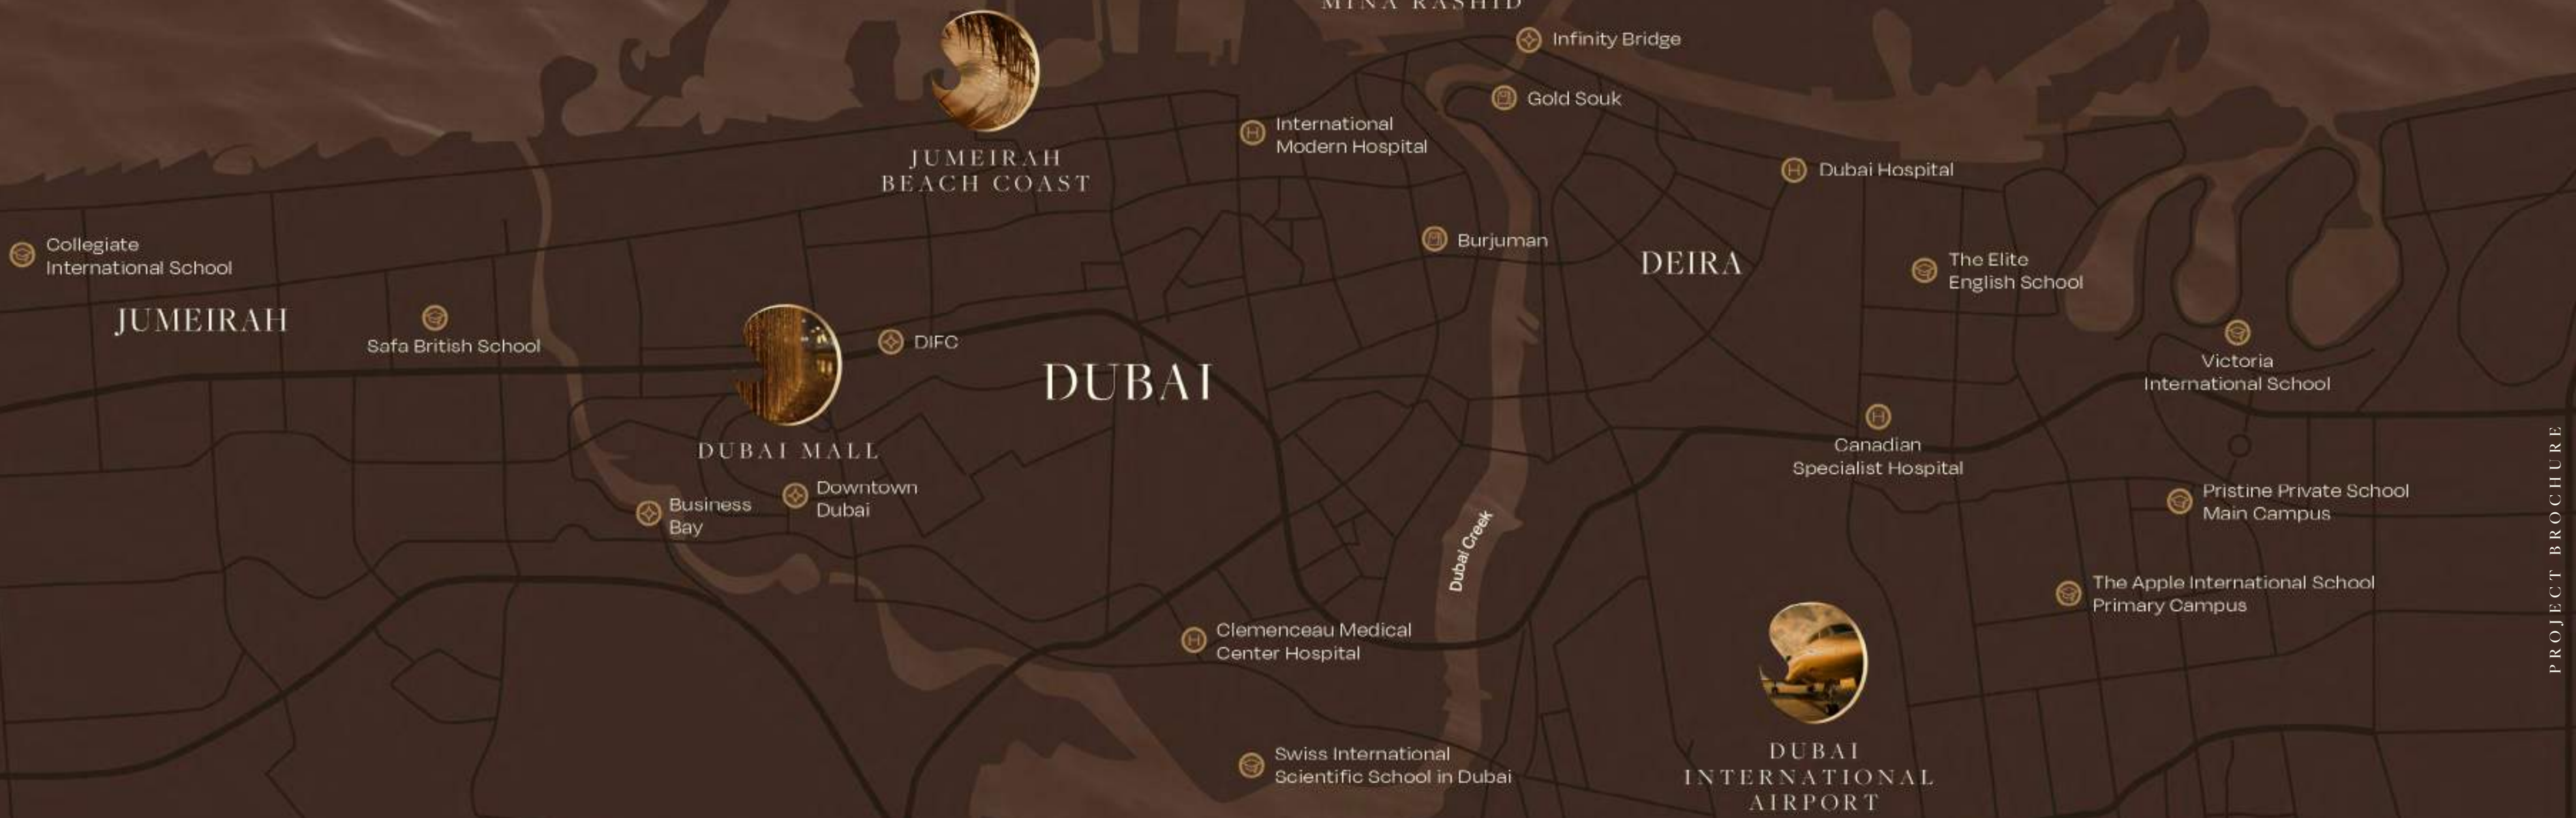 MINA RASHID
Infinity Bridge
Gold Souk
International
Modern Hospital
JUMEIRAH
BEACH COAST
Dubai Hospital
Collegiate
International School
Burjuman
DEIRA
The Elite
English School
JUMEIRAH
Safa British School
DIFC
DUBAI
Victoria
International School
DUBAI MALL
Canadian
Specialist Hospital
Downtown
Dubai
Business
Bay
Pristine Private School
Main Campus
Dubai Creek
The Apple International School
Primary Campus
Clemenceau Medical
Center Hospital
Swiss International
Scientific School in Dubai
DUBAI
INTERNATIONAL
AIRPORT
PROJECT BROCHURE